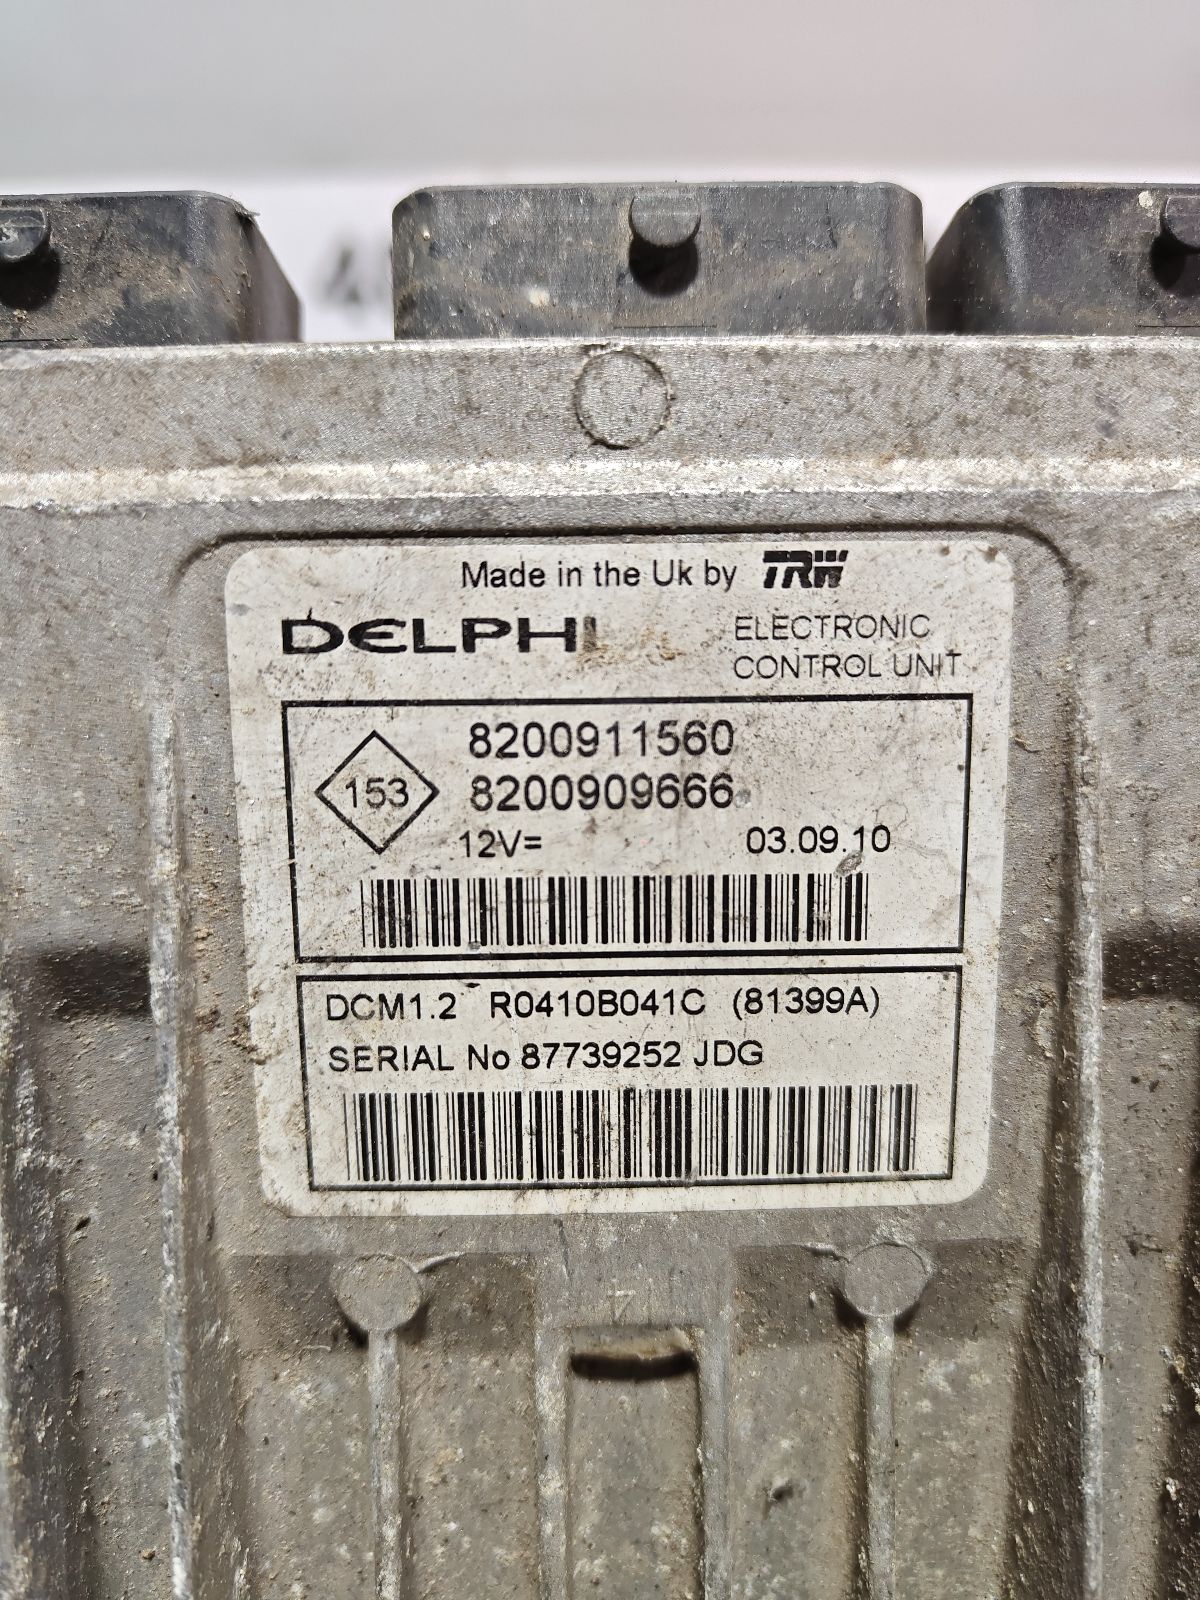 Made in the Uk by TRW
DELPHI
ELECTRONIC
CONTROL UNIT
153
8200911560
8200909666
12V=
03.09.10
DCM1.2 R0410B041C (81399A)
SERIAL No 87739252 JDG